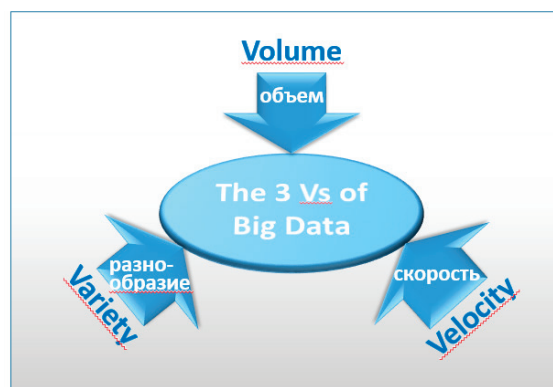 Volume
объем
The 3 Vs of
Big Data
разно-
образие
Variety
скорость
Velocity